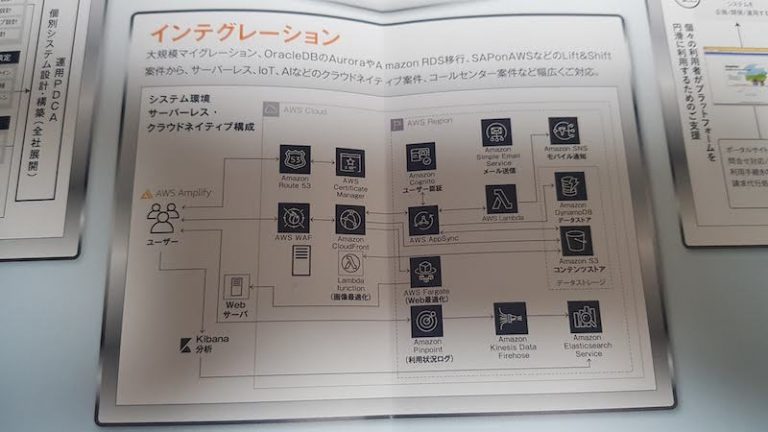 インテグレーション
大規模マイグレーション、OracleDBのAuroraやAmazon RDS移行、SAPonAWSなどのLift&Shift
案件から、サーバーレス、IoT、AIなどのクラウドネイティブ案件、コールセンター案件など幅広くご対応。
システム環境
サーバーレス・
クラウドネイティブ構成
AWS Cloud
AWS Region
53
Amazon
Route 53
AWS
Certificate
Manager
Amazon
Cognito
ユーザー認証
Amazon
Simple Email
Service
メール送信
Amazon SNS
モバイル通知
AWS Amplify
ユーザー
AWS WAF
Amazon
CloudFront
AWS AppSync
AWS Lambda
Amazon
DynamoDB
データストア
Amazon S3
コンテンツストア
データストレージ
Web
サーバ
Lambda
function
(画像最適化)
AWS Fargate
(Web最適化)
Kibana
分析
Amazon
Pinpoint
(利用状況ログ)
Amazon
Kinesis Data
Firehose
Amazon
Elasticsearch
Service
運用PDCA
個別システム設計・構築(全社展開)
個々の利用者がプラットフォームを
円滑に利用するためのご支援
システムを
ポータルサイト
問合せ対応/
利用手続き